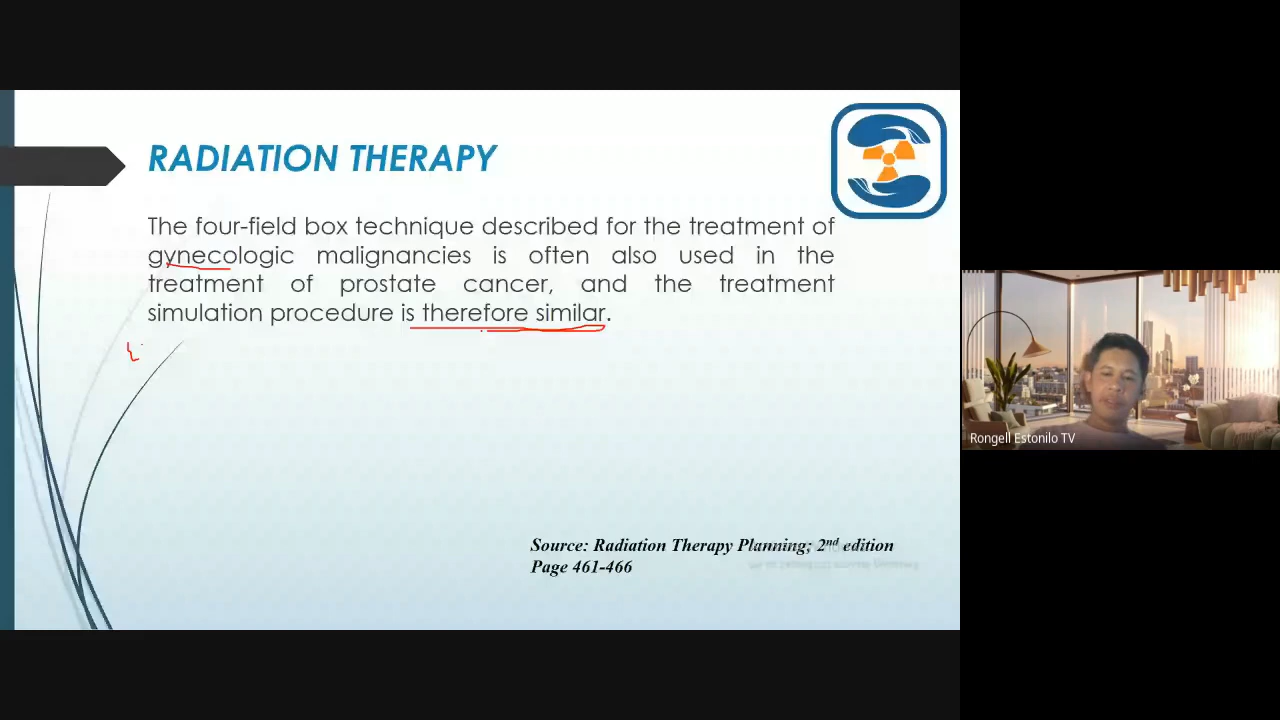 RADIATION THERAPY
The four-field box technique described for the treatment of
gynecologic malignancies is often also used in the
treatment of prostate cancer, and the treatment
simulation procedure is therefore similar.
Source: Radiation Therapy Planning; 2nd edition
Page 461-466
Rongell Estonilo TV